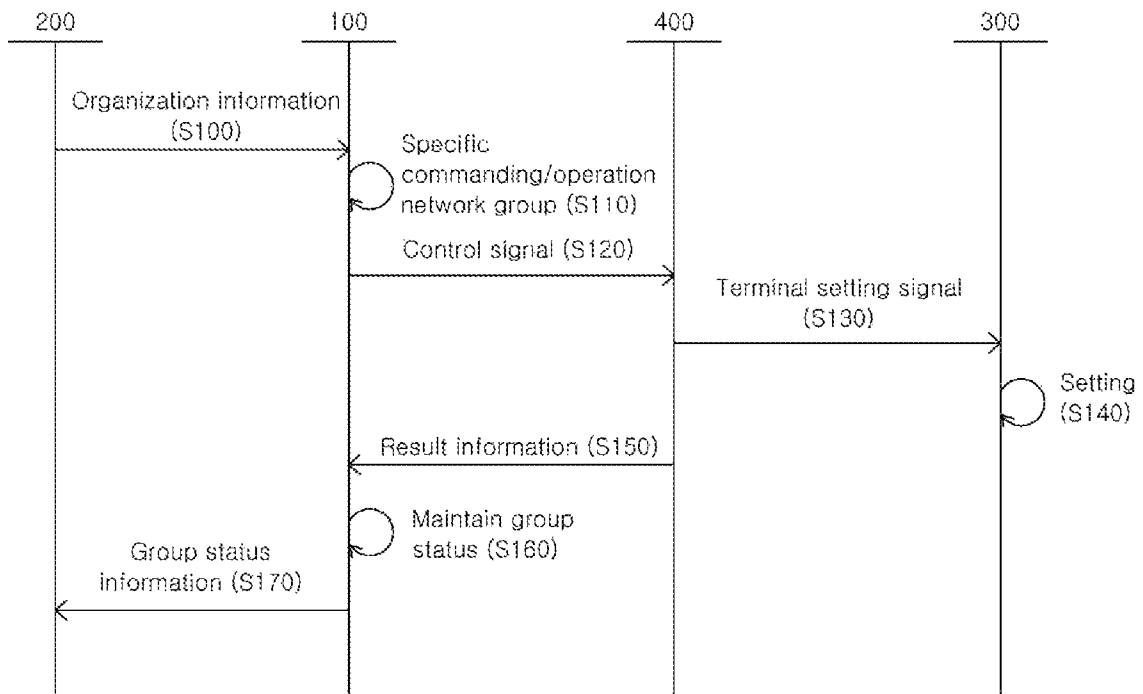 200
100
400
300
Organization information
(S100)
Specific
commanding/operation
network group (S110)
Control signal (S120)
Terminal setting signal
(S130)
Setting
(S140)
Result information (S150)
Maintain group
status (S160)
Group status
information (S170)